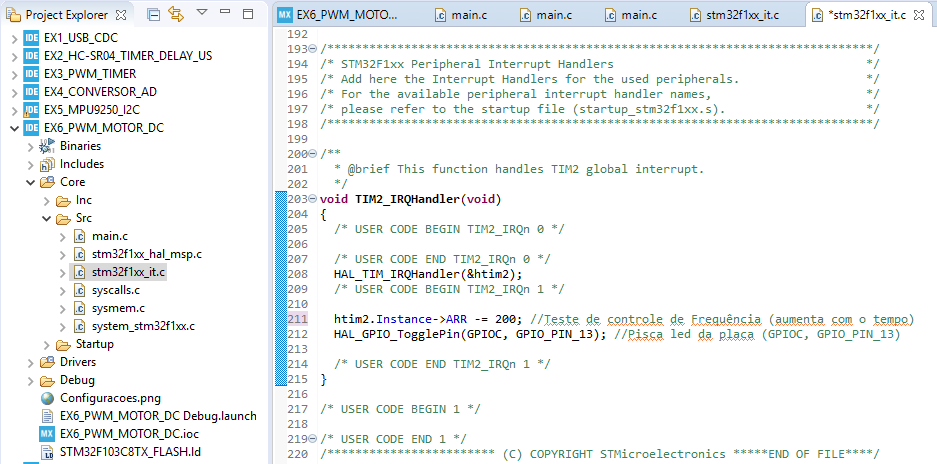 Project Explorer
EX1_USB_CDC
EX2_HC-SR04_TIMER_DELAY_US
EX3_PWM_TIMER
EX4_CONVERSOR_AD
EX5_MPU9250_I2C
EX6_PWM_MOTOR_DC
Binaries
Includes
Core
Inc
Src
main.c
stm32f1xx_hal_msp.c
stm32f1xx_it.c
syscalls.c
sysmem.c
system_stm32f1xx.c
Startup
Drivers
Debug
Configuracoes.png
EX6_PWM_MOTOR_DC Debug.launch
EX6_PWM_MOTOR_DC.ioc
STM32F103C8TX_FLASH.ld
MX EX6_PWM_MOTO... main.c main.c main.c stm32f1xx_it.c *stm32f1xx_it.c
192
193 /******************************************************************************/
194 /* STM32F1xx Peripheral Interrupt Handlers */
195 /* Add here the Interrupt Handlers for the used peripherals. */
196 /* For the available peripheral interrupt handler names, */
197 /* please refer to the startup file (startup_stm32f1xx.s). */
198 /******************************************************************************/
199
200 /**
201 * @brief This function handles TIM2 global interrupt.
202 */
203 void TIM2_IRQHandler(void)
204 {
205 /* USER CODE BEGIN TIM2_IRQn 0 */
206
207 /* USER CODE END TIM2_IRQn 0 */
208 HAL_TIM_IRQHandler(&htim2);
209 /* USER CODE BEGIN TIM2_IRQn 1 */
210
211 htim2.Instance->ARR -= 200; //Teste de controle de Frequência (aumenta com o tempo)
212 HAL_GPIO_TogglePin(GPIOC, GPIO_PIN_13); //Pisca led da placa (GPIOC, GPIO_PIN_13)
213
214 /* USER CODE END TIM2_IRQn 1 */
215 }
216
217 /* USER CODE BEGIN 1 */
218
219 /* USER CODE END 1 */
220 /************************ (C) COPYRIGHT STMicroelectronics *****END OF FILE****/